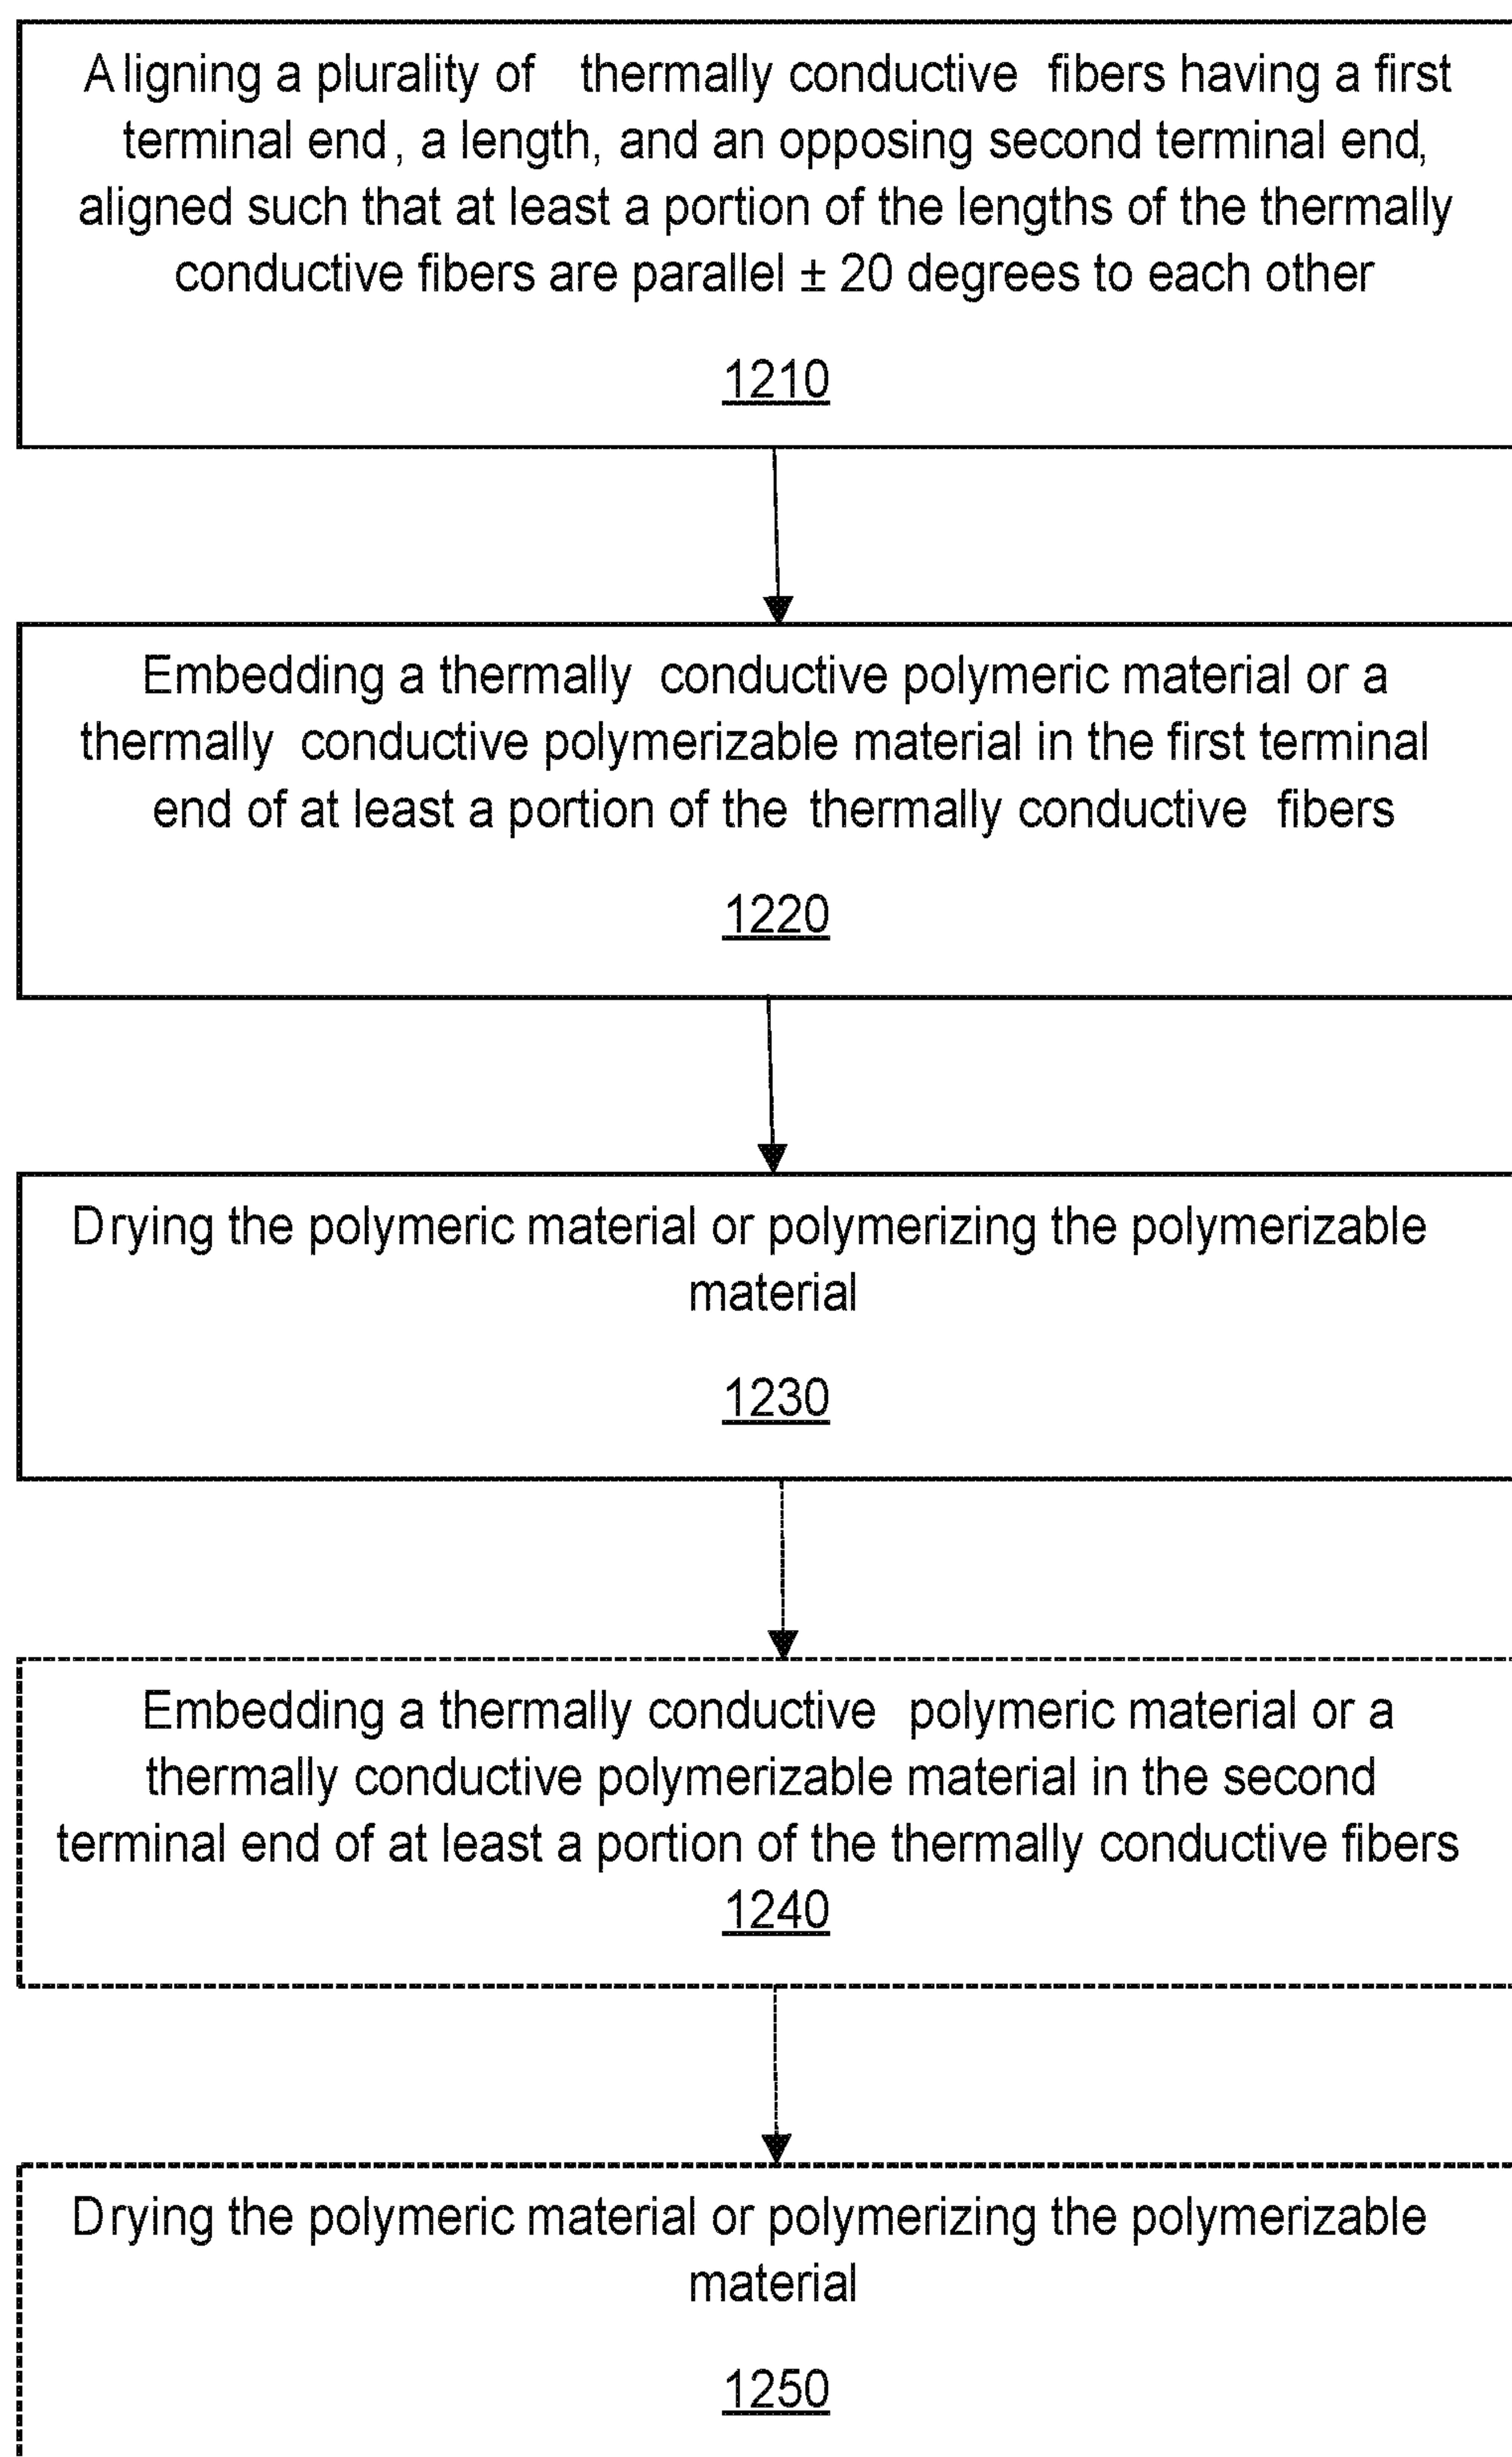 Aligning a plurality of thermally conductive fibers having a first
terminal end, a length, and an opposing second terminal end,
aligned such that at least a portion of the lengths of the thermally
conductive fibers are parallel ± 20 degrees to each other
1210
Embedding a thermally conductive polymeric material or a
thermally conductive polymerizable material in the first terminal
end of at least a portion of the thermally conductive fibers
1220
Drying the polymeric material or polymerizing the polymerizable
material
1230
Embedding a thermally conductive polymeric material or a
thermally conductive polymerizable material in the second
terminal end of at least a portion of the thermally conductive fibers
1240
Drying the polymeric material or polymerizing the polymerizable
material
1250